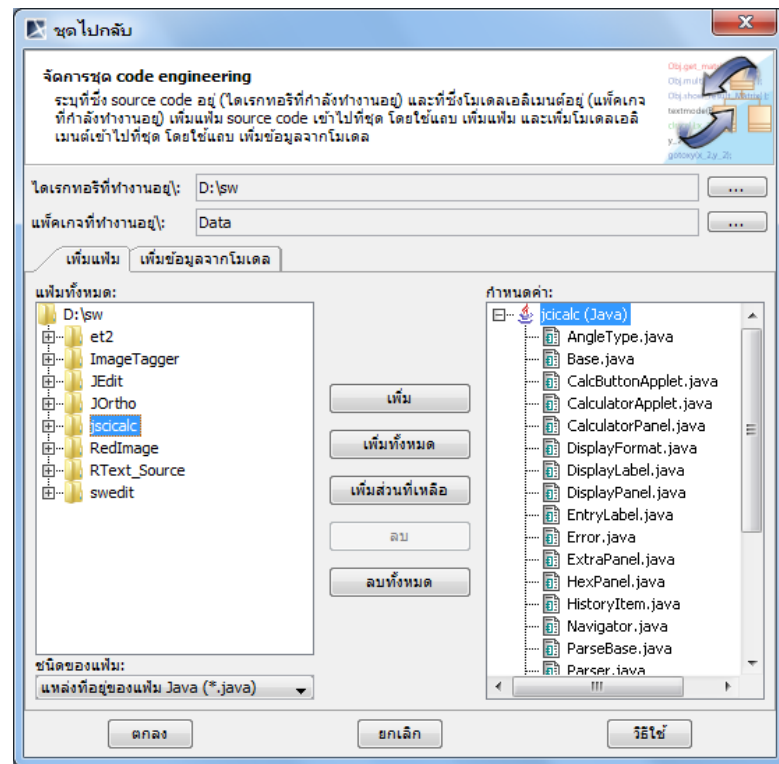 ชุดไปกลับ
จัดการชุด code engineering
ระบุที่ซึ่ง source code อยู่ (ไดเรกทอรีที่กำลังทำงานอยู่) และที่ซึ่งโมเดลเอลิเมนต์อยู่ (แพ็คเกจ
ที่กำลังทำงานอยู่) เพิ่มแฟ้ม source code เข้าไปที่ชุด โดยใช้แถบ เพิ่มแฟ้ม และเพิ่มโมเดลเอลิ
เมนต์เข้าไปที่ชุด โดยใช้แถบ เพิ่มข้อมูลจากโมเดล
ไดเรกทอรีที่ทำงานอยู่\: D:\sw ...
แพ็คเกจที่ทำงานอยู่\: Data ...
เพิ่มแฟ้ม เพิ่มข้อมูลจากโมเดล
แฟ้มทั้งหมด:
D:\sw
et2
ImageTagger
JEdit
JOrtho
jscicalc
RedImage
RText_Source
swedit
ชนิดของแฟ้ม:
แหล่งที่อยู่ของแฟ้ม Java (*.java)
เพิ่ม
เพิ่มทั้งหมด
เพิ่มส่วนที่เหลือ
ลบ
ลบทั้งหมด
กำหนดค่า:
jcicalc (Java)
AngleType.java
Base.java
CalcButtonApplet.java
CalculatorApplet.java
CalculatorPanel.java
DisplayFormat.java
DisplayLabel.java
DisplayPanel.java
EntryLabel.java
Error.java
ExtraPanel.java
HexPanel.java
HistoryItem.java
Navigator.java
ParseBase.java
Parser.java
ตกลง ยกเลิก วิธีใช้